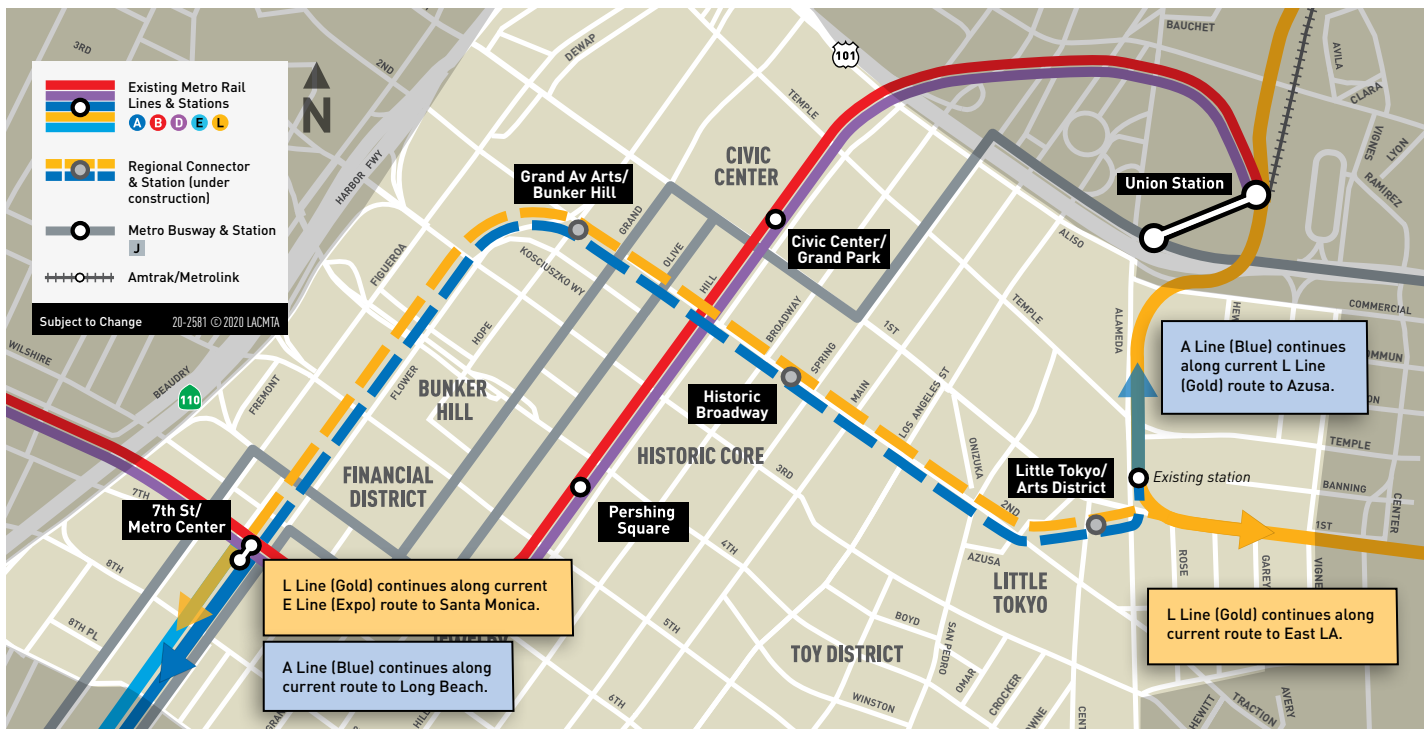 Existing Metro Rail
Lines & Stations
A B D E L
Regional Connector
& Station (under
construction)
Metro Busway & Station
J
Amtrak/Metrolink
Subject to Change 20-2581 © 2020 LACMTA
N
3RD
2ND
DEWAP
HARBOR FWY
101
TEMPLE
BAUCHET
AVILA
CLARA
VIGNES
LYON
RAMIREZ
CIVIC
CENTER
Grand Av Arts/
Bunker Hill
Union Station
GRAND
FIGUEROA
KOSCIUSZKO WY
OLIVE
Civic Center/
Grand Park
ALISO
HILL
HOPE
TEMPLE
BROADWAY
1ST
ALAMEDA
COMMERCIAL
WILSHIRE
BEAUDRY
FREMONT
FLOWER
SPRING
A Line (Blue) continues
along current L Line
(Gold) route to Azusa.
110
BUNKER
HILL
Historic
Broadway
MAIN
LOS ANGELES ST
HISTORIC CORE
ONIZUKA
TEMPLE
FINANCIAL
DISTRICT
3RD
Little Tokyo/
Arts District
Existing station
BANNING
CENTER
7TH
7th St/
Metro Center
Pershing
Square
2ND
1ST
4TH
AZUSA
8TH
LITTLE
TOKYO
ROSE
GAREY
L Line (Gold) continues along current
E Line (Expo) route to Santa Monica.
L Line (Gold) continues along
current route to East LA.
8TH PL
5TH
BOYD
SAN PEDRO
TOY DISTRICT
OMAR
CROCKER
A Line (Blue) continues along
current route to Long Beach.
6TH
WINSTON
HEWITT
TRACTION
AVERY